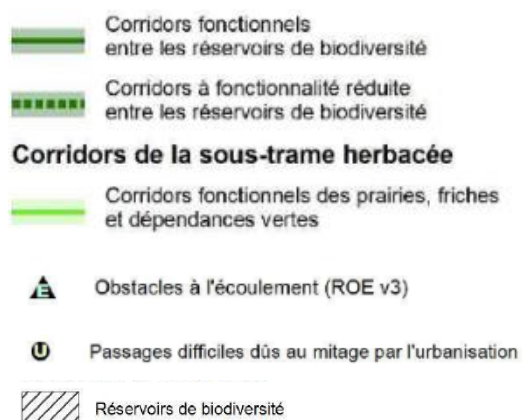 Corridors fonctionnels
entre les réservoirs de biodiversité
Corridors à fonctionnalité réduite
entre les réservoirs de biodiversité
Corridors de la sous-trame herbacée
Corridors fonctionnels des prairies, friches
et dépendances vertes
E Obstacles à l'écoulement (ROE v3)
U Passages difficiles dûs au mitage par l'urbanisation
Réservoirs de biodiversité